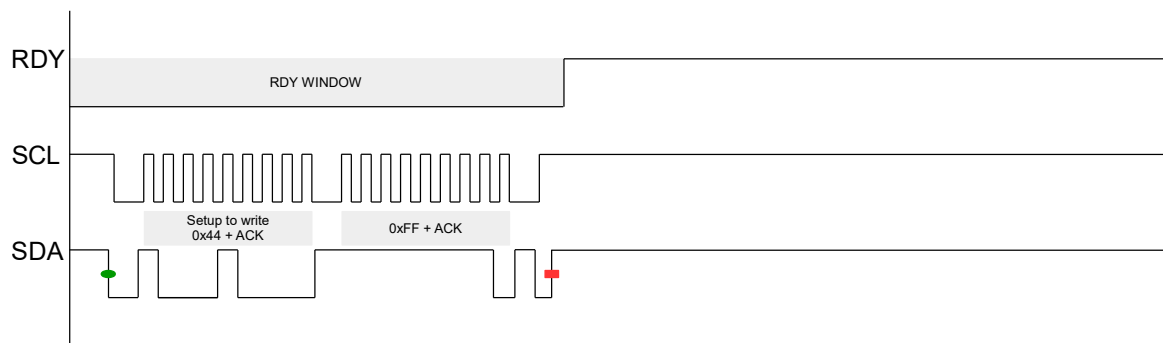 RDY
RDY WINDOW
SCL
Setup to write
0x44 + ACK
0xFF + ACK
SDA